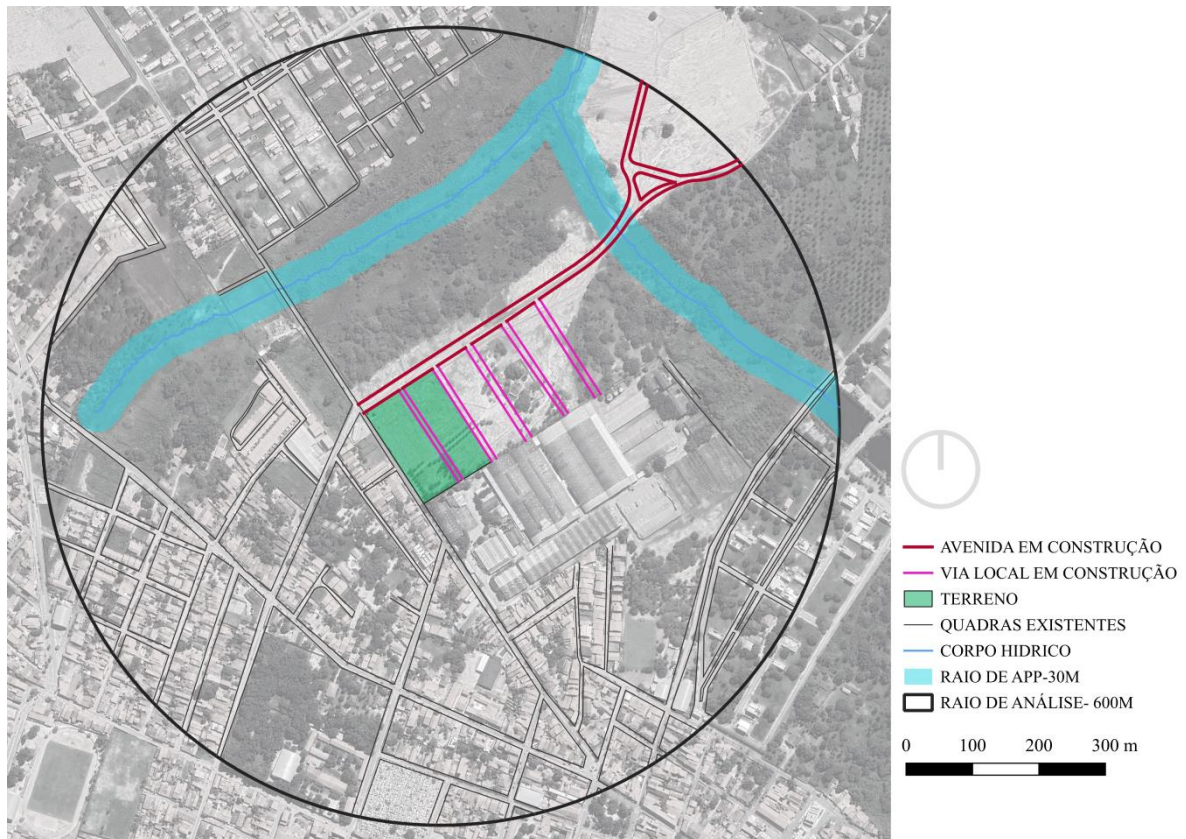 AVENIDA EM CONSTRUÇÃO
VIA LOCAL EM CONSTRUÇÃO
TERRENO
QUADRAS EXISTENTES
CORPO HIDRICO
RAIO DE APP-30M
RAIO DE ANÁLISE- 600M
0 100 200 300 m